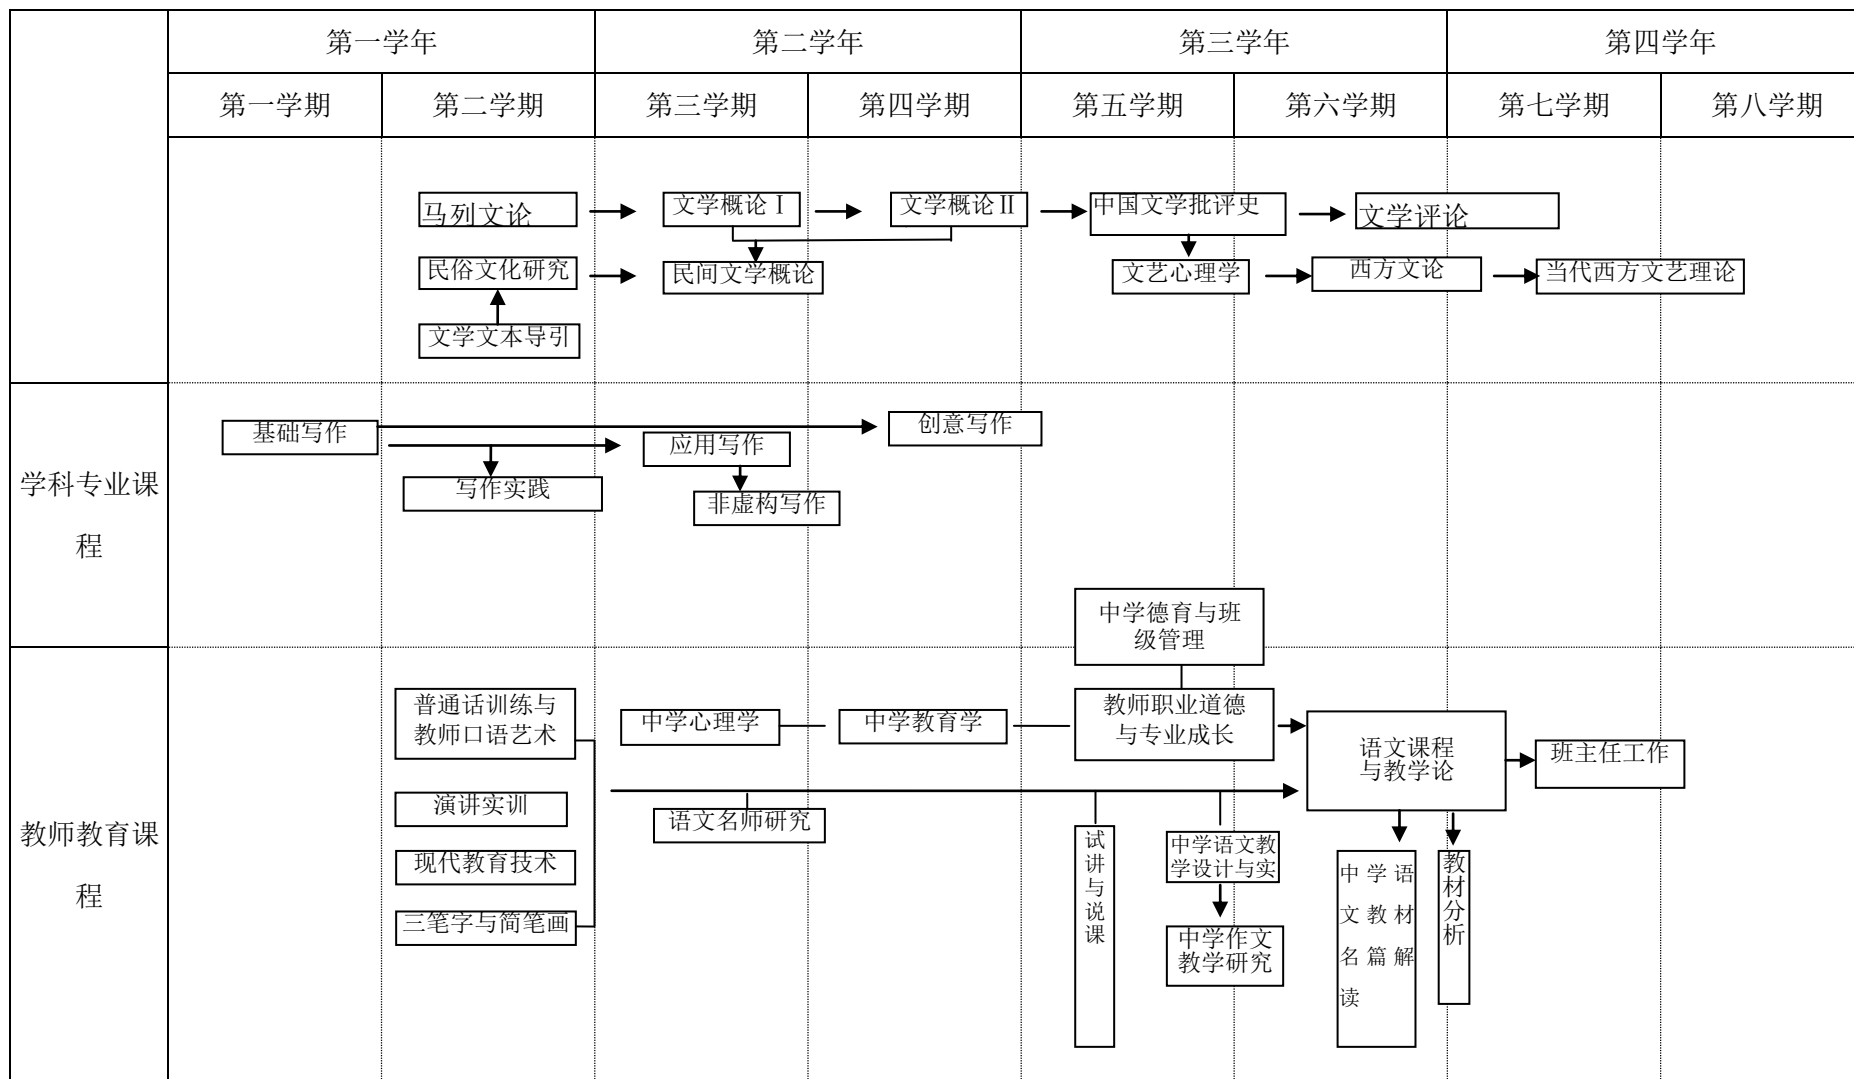 第一学年
第二学年
第三学年
第四学年
第一学期
第二学期
第三学期
第四学期
第五学期
第六学期
第七学期
第八学期
马列文论
文学概论Ⅰ
文学概论Ⅱ
中国文学批评史
文学评论
民俗文化研究
民间文学概论
文艺心理学
西方文论
当代西方文艺理论
文学文本导引
学科专业课
程
基础写作
创意写作
应用写作
写作实践
非虚构写作
中学德育与班
级管理
教师教育课
程
普通话训练与
教师口语艺术
中学心理学
中学教育学
教师职业道德
与专业成长
语文课程
与教学论
班主任工作
演讲实训
语文名师研究
现代教育技术
三笔字与简笔画
试
讲
与
说
课
中学语文教
学设计与实
中学作文
教学研究
中学语
文教材
名篇解
读
教
材
分
析